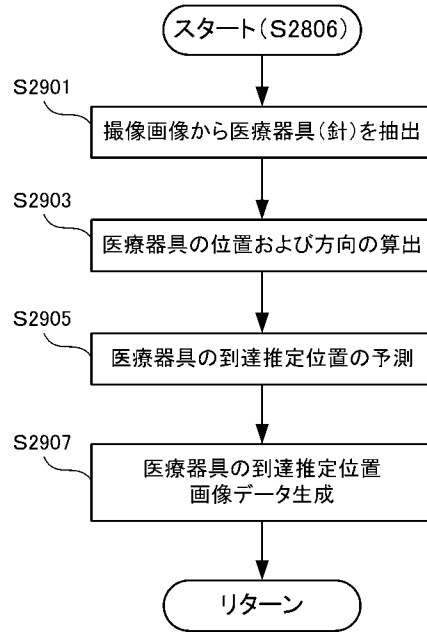 スタート(S2806)
S2901
撮像画像から医療器具(針)を抽出
S2903
医療器具の位置および方向の算出
S2905
医療器具の到達推定位置の予測
S2907
医療器具の到達推定位置
画像データ生成
リターン